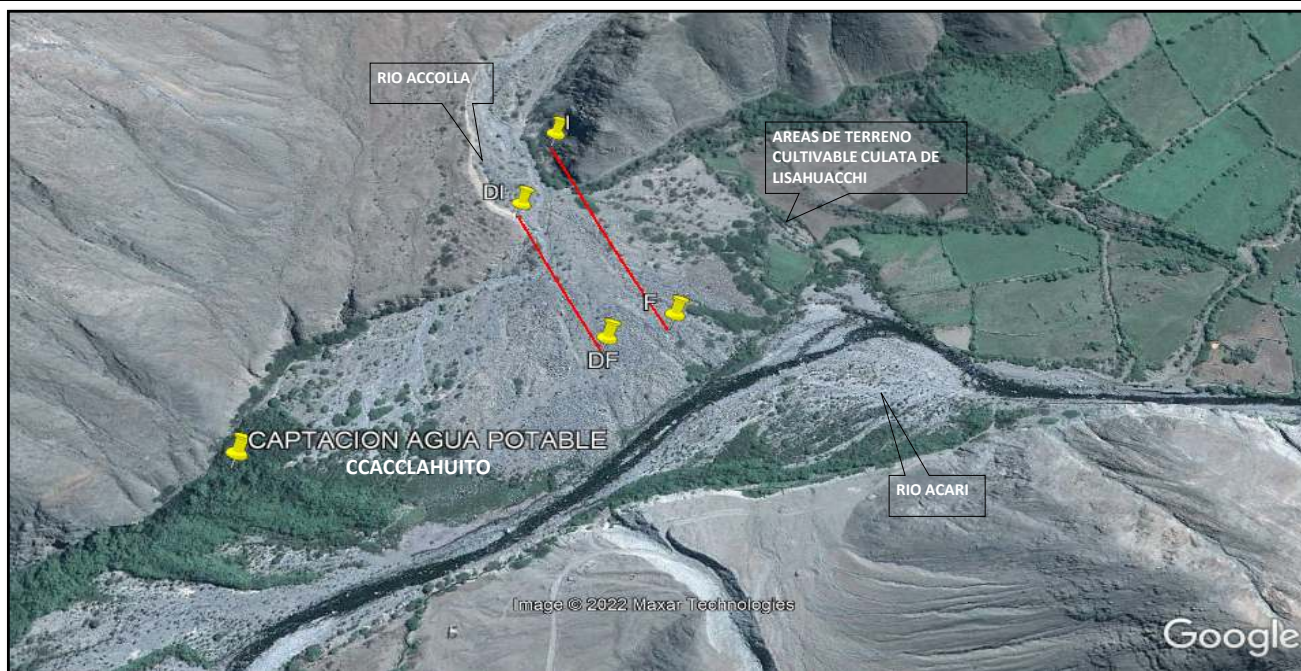 RIO ACCOLLA
I
AREAS DE TERRENO
CULTIVABLE CULATA DE
LISAHUACCHI
DI
F
DF
CAPTACION AGUA POTABLE
CCACCLAHUITO
RIO ACARI
Image © 2022 Maxar Technologies
Google